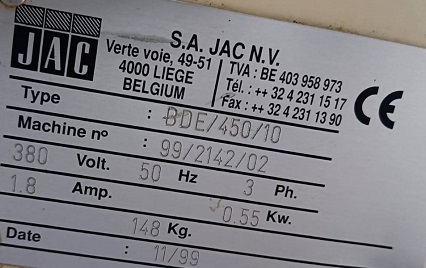 JAC
S.A. JAC N.V.
Verte voie, 49-51
4000 LIEGE
BELGIUM
TVA : BE 403 958 973
Tél. : ++ 32 4 231 15 17
Fax : ++ 32 4 231 13 90
CE
Type : BDE/450/10
Machine nº : 99/2142/02
380 Volt. 50 Hz 3 Ph.
1.8 Amp. 0.55 Kw.
148 Kg.
Date : 11/99